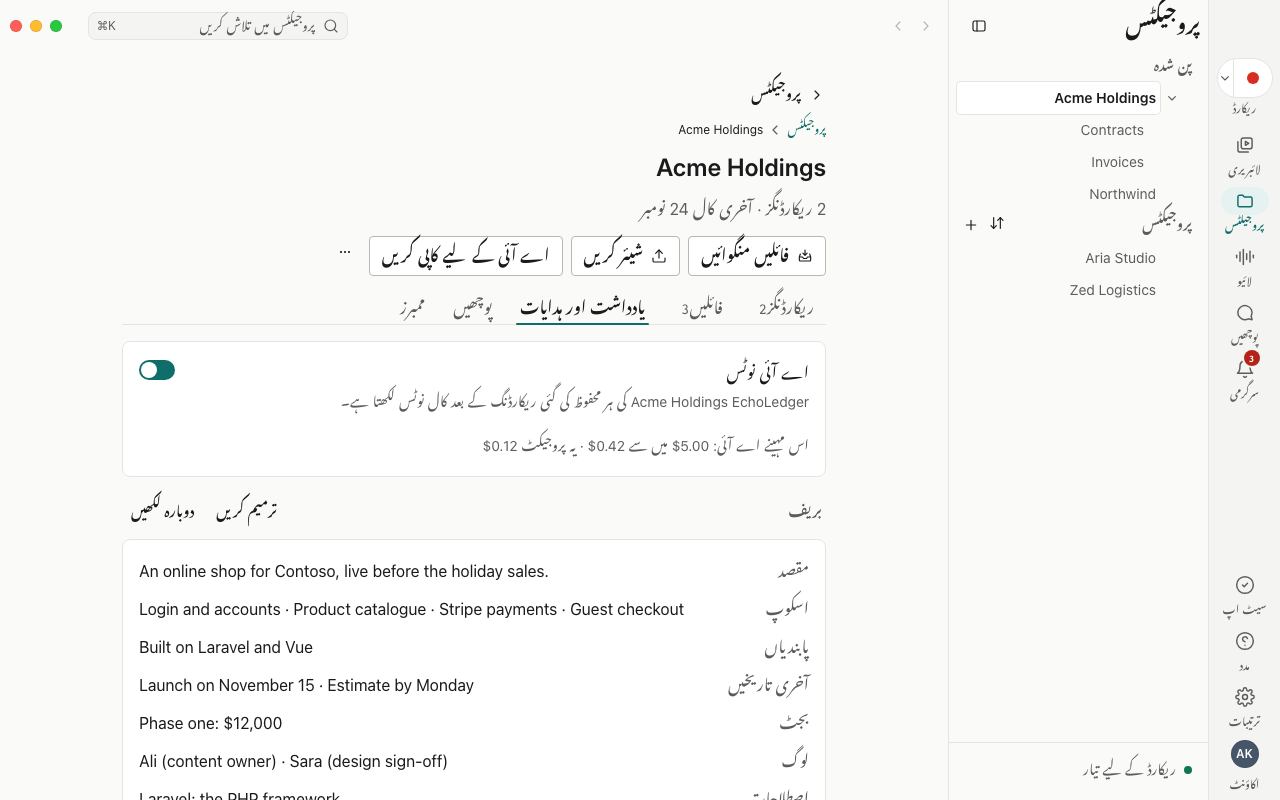 ریکارڈ
لائبریری
پروجیکٹس
لائیو
پوچھیں
3
سرگرمی
سیٹ اپ
مدد
ترتیبات
AK
اکاؤنٹ
پروجیکٹس
پن شدہ
Acme Holdings
Contracts
Invoices
Northwind
پروجیکٹس
Aria Studio
Zed Logistics
ریکارڈ کے لیے تیار
پروجیکٹس میں تلاش کریں ⌘K
پروجیکٹس
پروجیکٹس Acme Holdings
Acme Holdings
2 ریکارڈنگز · آخری کال 24 نومبر
فائلیں منگوائیں شیئر کریں اے آئی کے لیے کاپی کریں ...
ریکارڈنگز2 فائلیں3 یادداشت اور ہدایات پوچھیں ممبرز
اے آئی نوٹس
Acme Holdings EchoLedger کی ہر محفوظ کی گئی ریکارڈنگ کے بعد کال نوٹس لکھتا ہے۔
اس مہینے اے آئی: $5.00 میں سے $0.42 · یہ پروجیکٹ $0.12
بریف ترمیم کریں دوبارہ لکھیں
مقصد An online shop for Contoso, live before the holiday sales.
اسکوپ Login and accounts · Product catalogue · Stripe payments · Guest checkout
پابندیاں Built on Laravel and Vue
آخری تاریخیں Launch on November 15 · Estimate by Monday
بجٹ Phase one: $12,000
لوگ Ali (content owner) · Sara (design sign-off)
اصطلاحات Laravel: the PHP framework